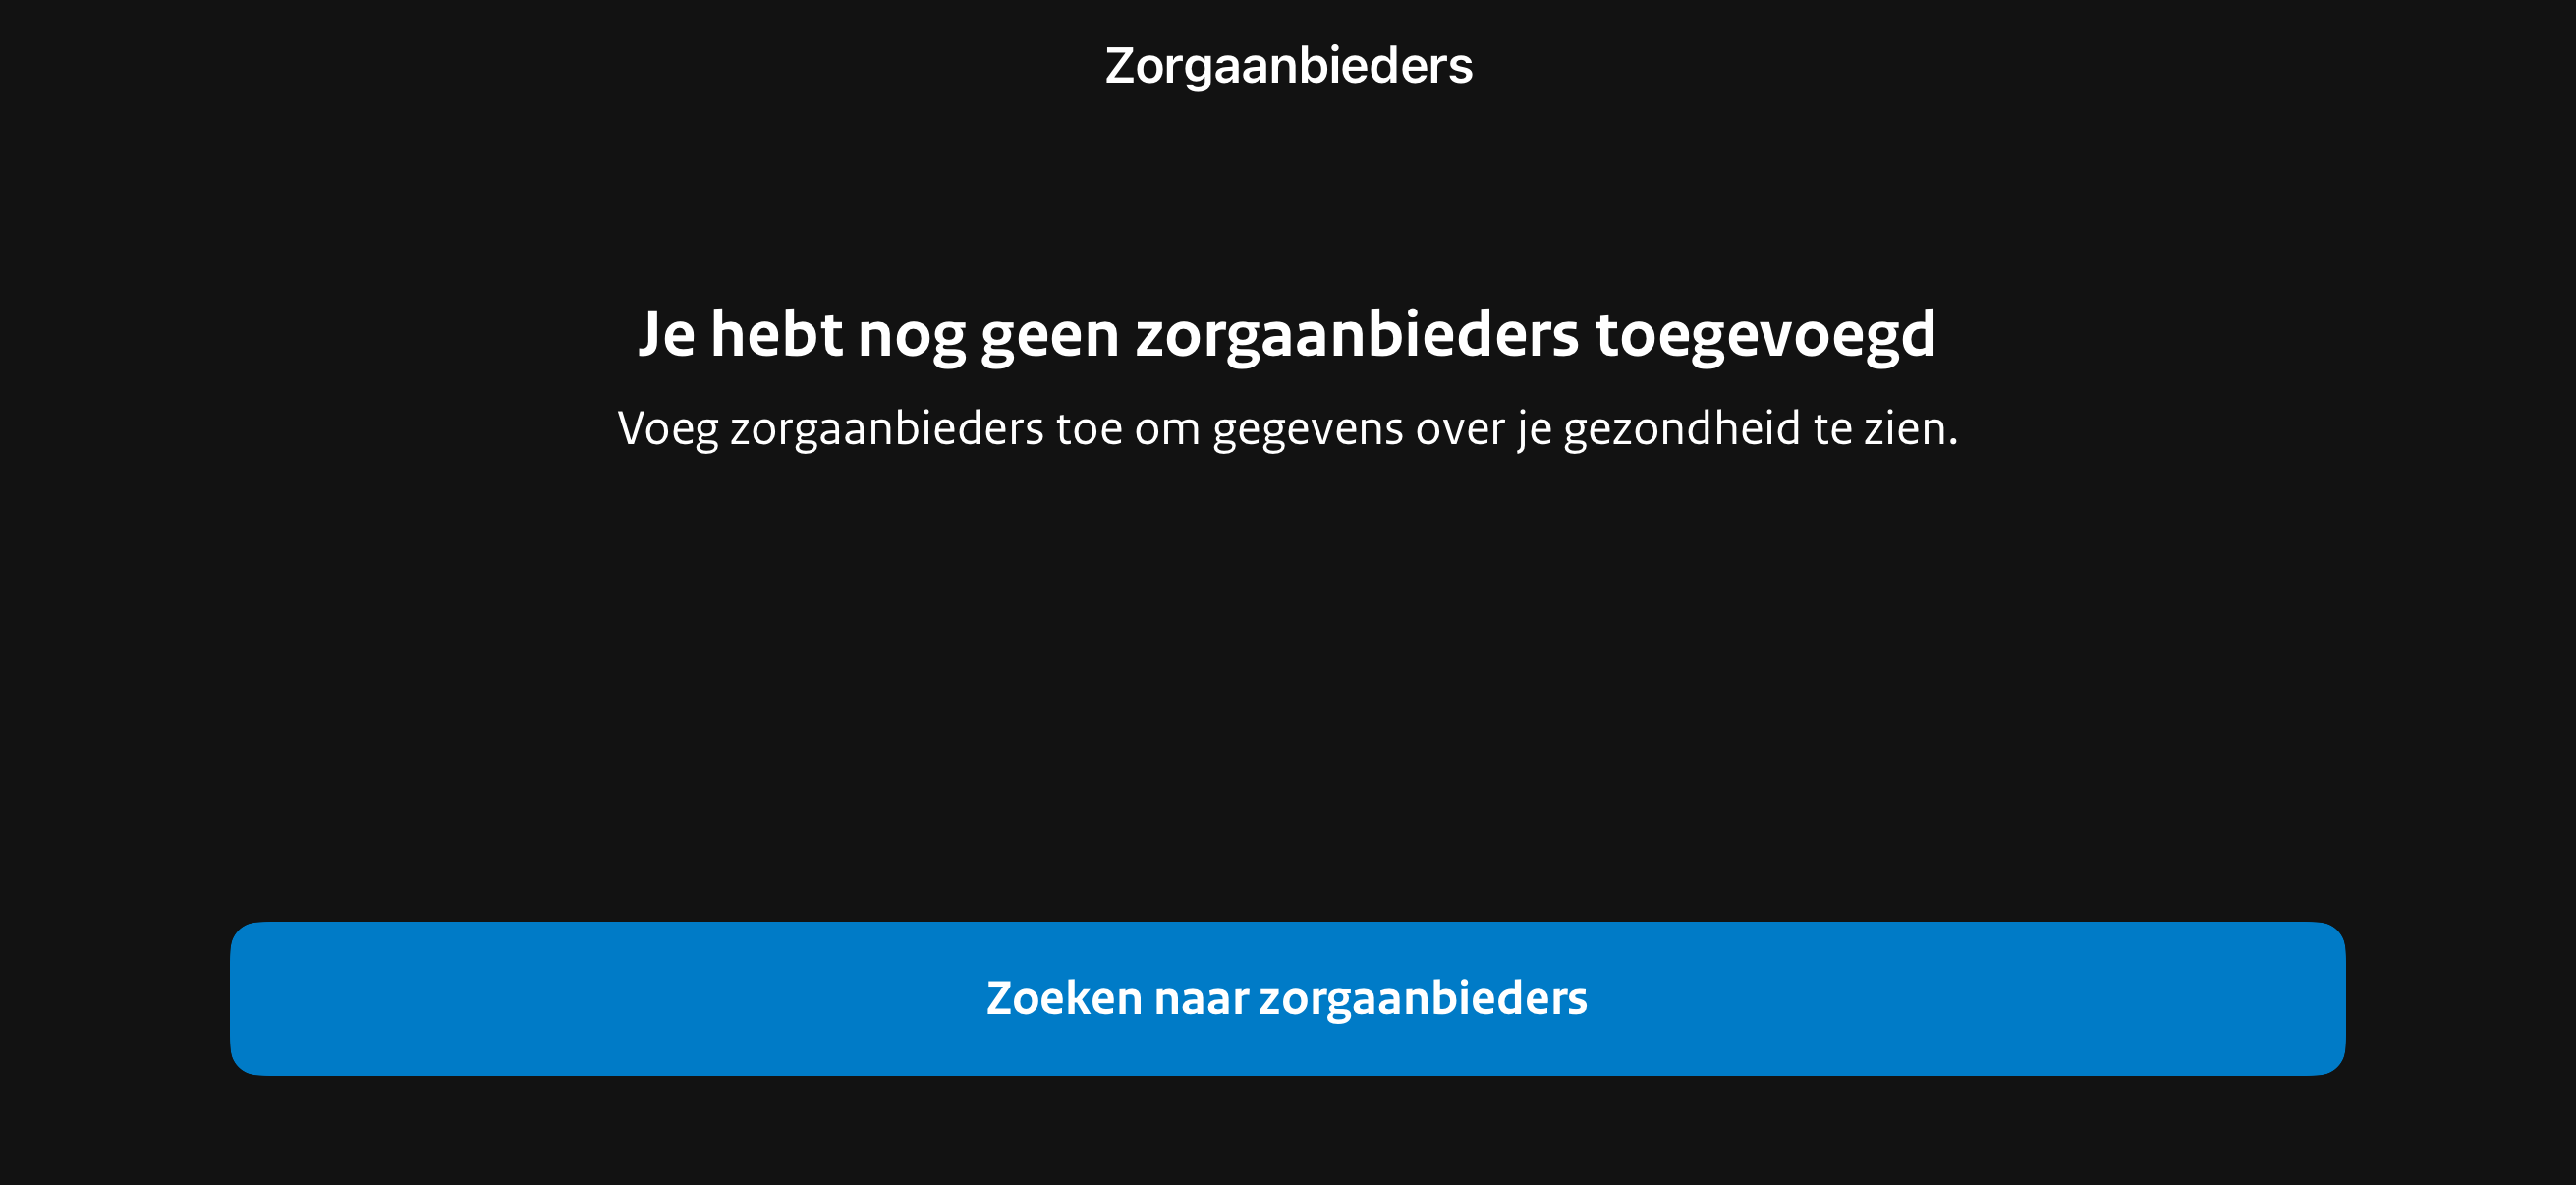 Zorgaanbieders
Je hebt nog geen zorgaanbieders toegevoegd
Voeg zorgaanbieders toe om gegevens over je gezondheid te zien.
Zoeken naar zorgaanbieders